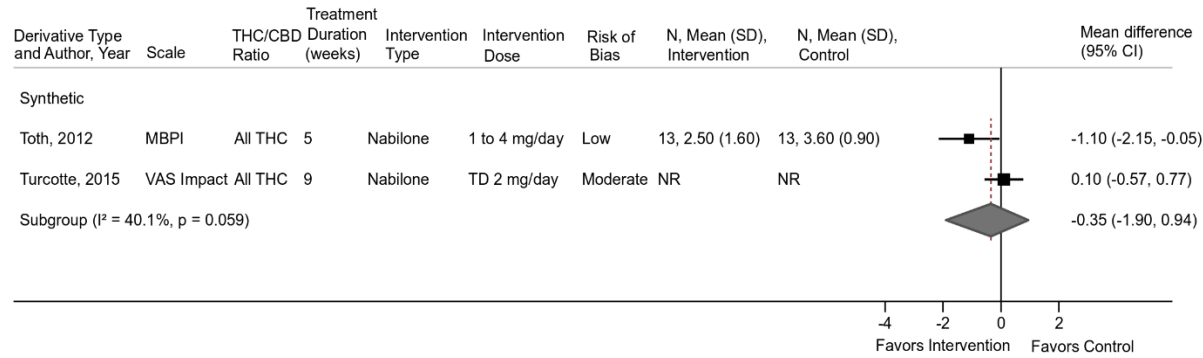 Derivative Type and Author, Year Scale THC/CBD Ratio Treatment Duration (weeks) Intervention Type Intervention Dose Risk of Bias N, Mean (SD), Intervention N, Mean (SD), Control Mean difference (95% CI)
Synthetic
Toth, 2012 MBPI All THC 5 Nabilone 1 to 4 mg/day Low 13, 2.50 (1.60) 13, 3.60 (0.90) -1.10 (-2.15, -0.05)
Turcotte, 2015 VAS Impact All THC 9 Nabilone TD 2 mg/day Moderate NR NR 0.10 (-0.57, 0.77)
Subgroup (I² = 40.1%, p = 0.059) -0.35 (-1.90, 0.94)
-4 -2 0 2
Favors Intervention Favors Control